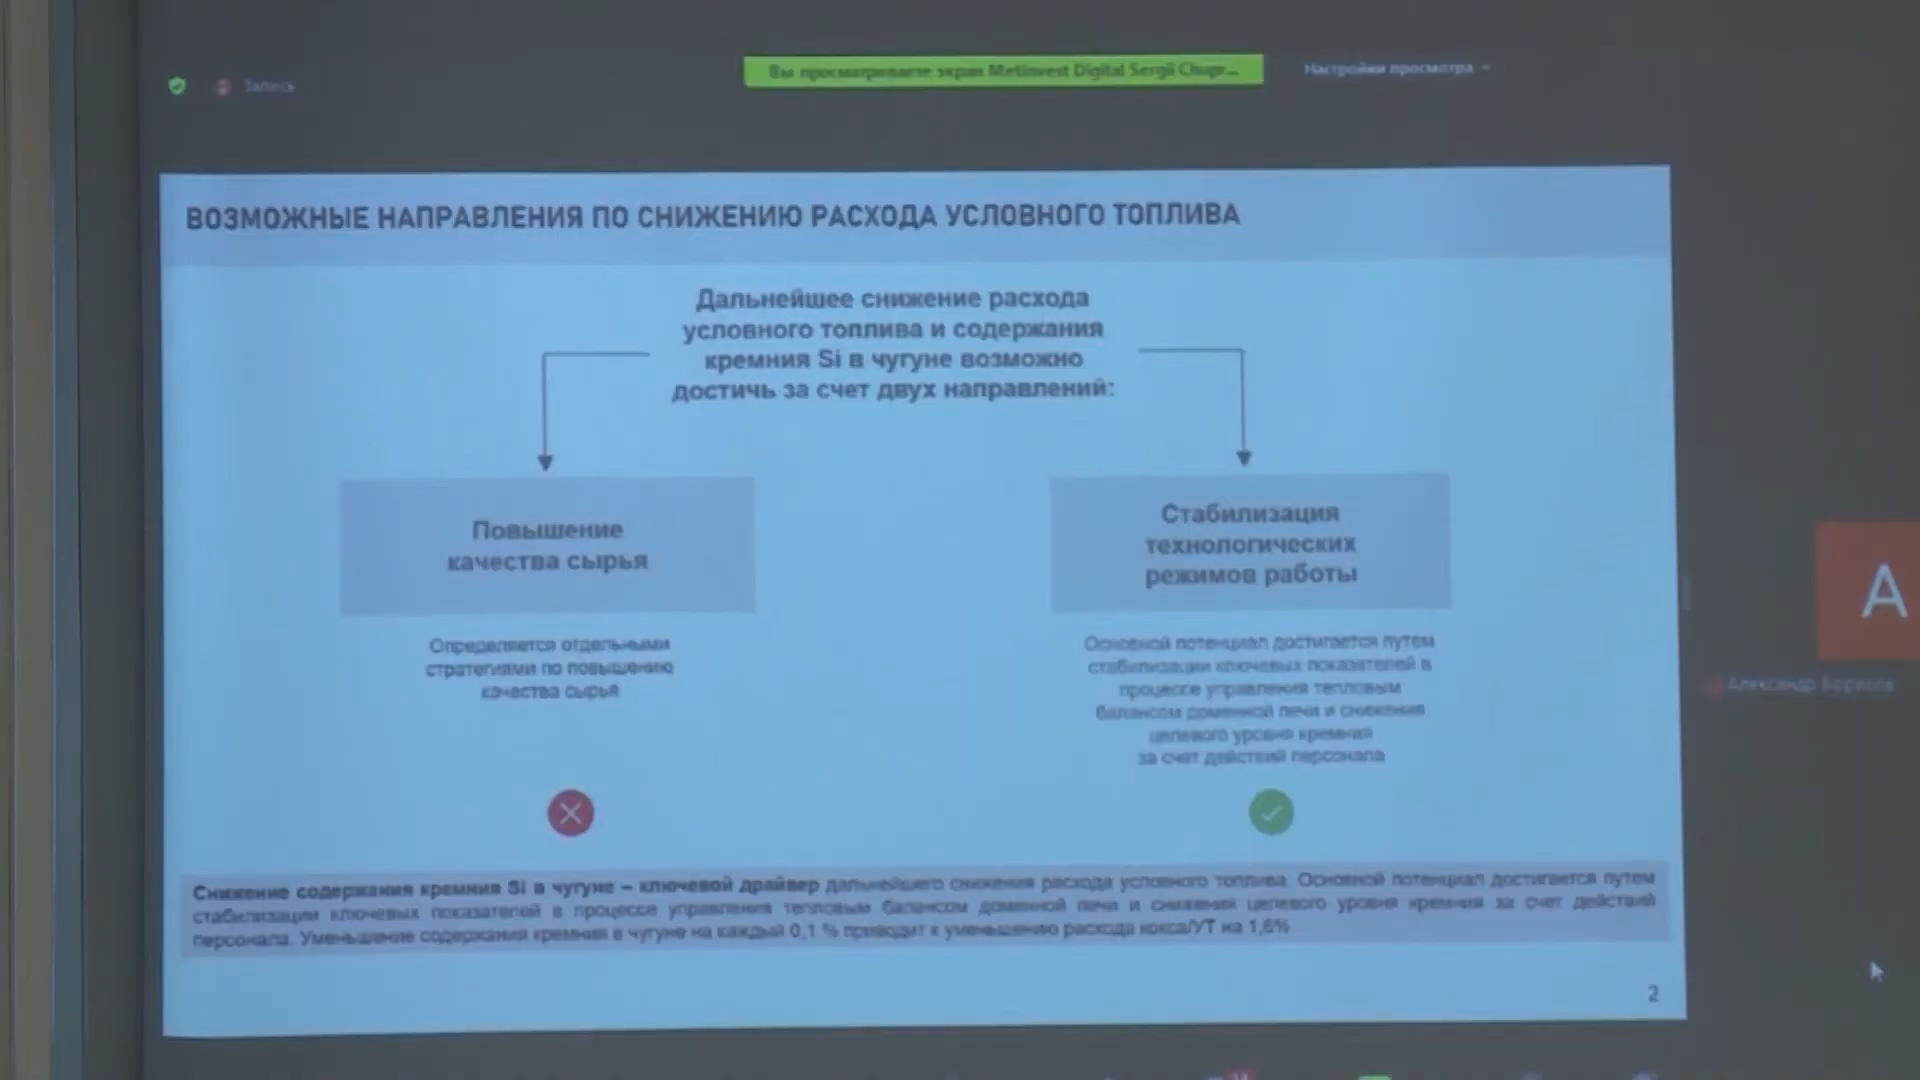 Запись
Вы просматриваете экран Metinvest Digital Sergii Chupr...
Настройки просмотра
ВОЗМОЖНЫЕ НАПРАВЛЕНИЯ ПО СНИЖЕНИЮ РАСХОДА УСЛОВНОГО ТОПЛИВА
Дальнейшее снижение расхода
условного топлива и содержания
кремния Si в чугуне возможно
достичь за счет двух направлений:
Повышение
качества сырья
Определяется отдельными
стратегиями по повышению
качества сырья
Стабилизация
технологических
режимов работы
Основной потенциал достигается путем
стабилизации ключевых показателей в
процессе управления тепловым
балансом доменной печи и снижения
целевого уровня кремния
за счет действий персонала
A
Александр Борисов
Снижение содержания кремния Si в чугуне – ключевой драйвер дальнейшего снижения расхода условного топлива. Основной потенциал достигается путем
стабилизации ключевых показателей в процессе управления тепловым балансом доменной печи и снижения целевого уровня кремния за счет действий
персонала. Уменьшение содержания кремния в чугуне на каждый 0,1 % приводит к уменьшению расхода кокса/УТ на 1,6%
2